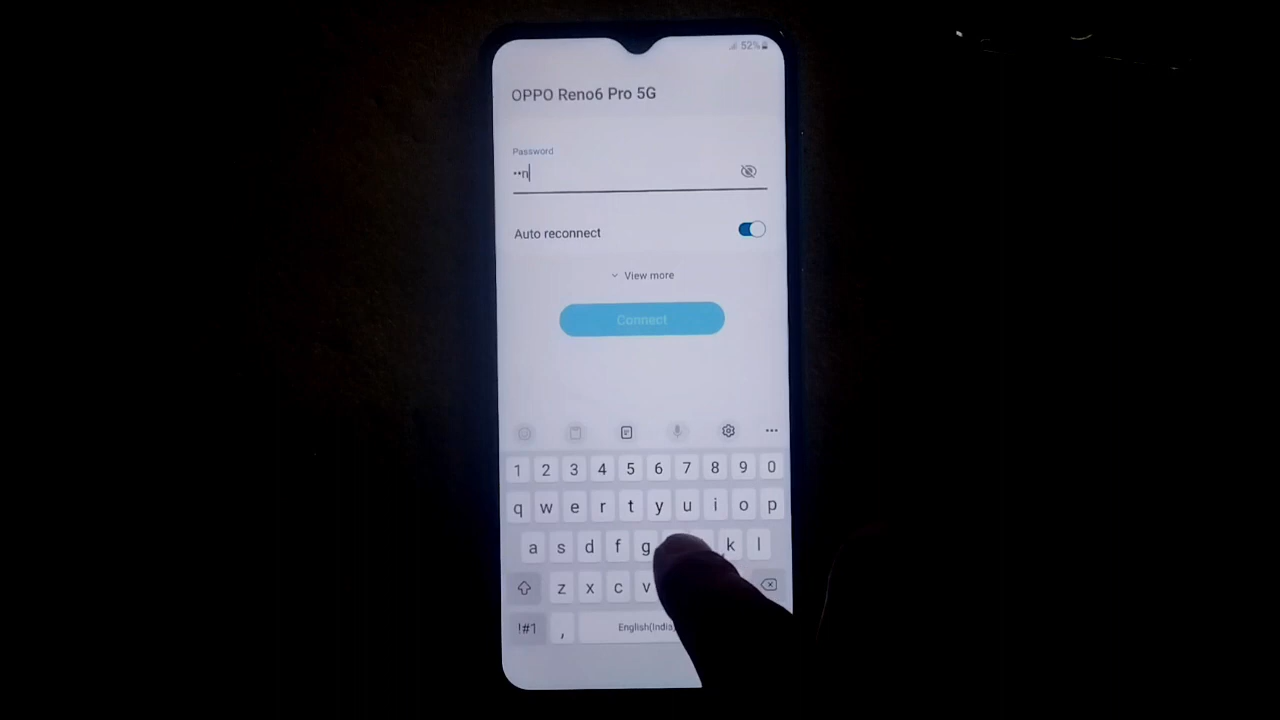 52%
OPPO Reno6 Pro 5G
Password
••n
Auto reconnect
View more
Connect
1 2 3 4 5 6 7 8 9 0
q w e r t y u i o p
a s d f g k l
z x c v
!#1 , English(India)